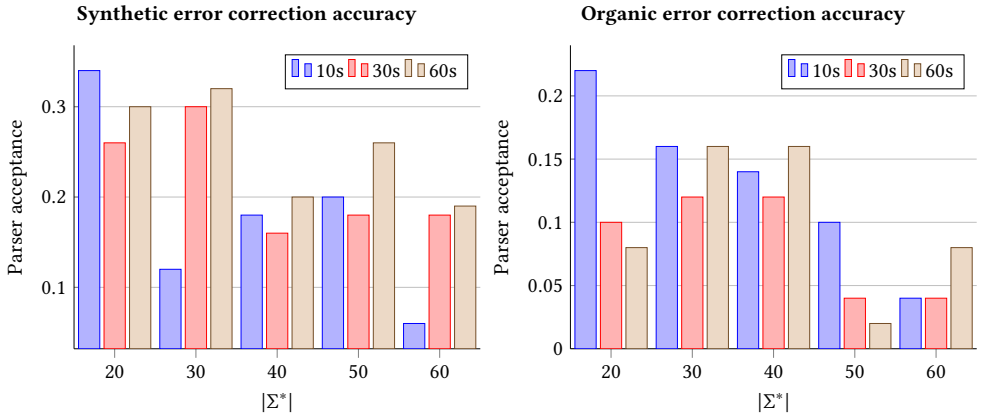 Synthetic error correction accuracy
10s 30s 60s
Parser acceptance
0.3
0.2
0.1
20 30 40 50 60
|Σ*|
Organic error correction accuracy
10s 30s 60s
Parser acceptance
0.2
0.15
0.1
0.05
0
20 30 40 50 60
|Σ*|